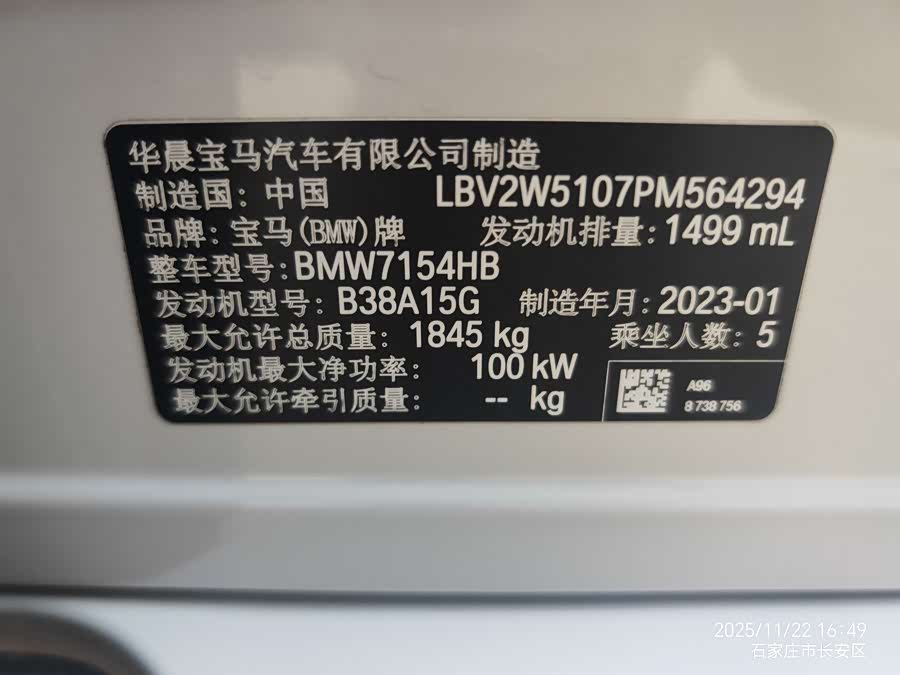 华晨宝马汽车有限公司制造
制造国: 中国 LBV2W5107PM564294
品牌: 宝马(BMW)牌 发动机排量: 1499 mL
整车型号: BMW7154HB
发动机型号: B38A15G 制造年月: 2023-01
最大允许总质量: 1845 kg 乘坐人数: 5
发动机最大净功率: 100 kW
最大允许牵引质量: -- kg
A96
8 738 756
2025/11/22 16:49
石家庄市长安区